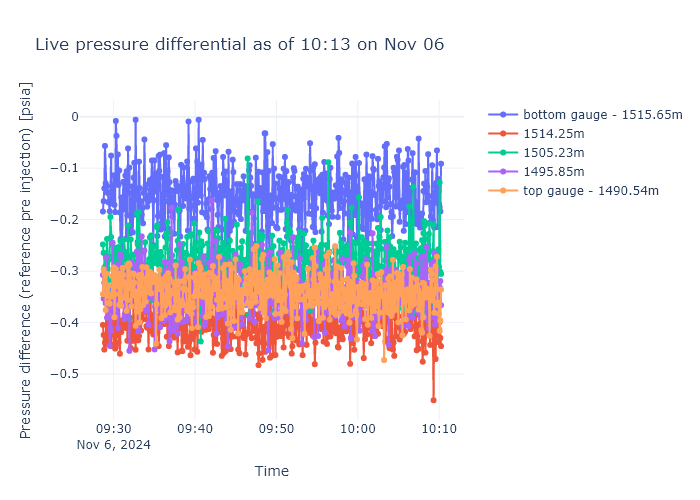 Live pressure differential as of 10:13 on Nov 06
Pressure difference (reference pre injection) [psia]
0
−0.1
−0.2
−0.3
−0.4
−0.5
09:30
Nov 6, 2024
09:40
09:50
10:00
10:10
Time
bottom gauge - 1515.65m
1514.25m
1505.23m
1495.85m
top gauge - 1490.54m